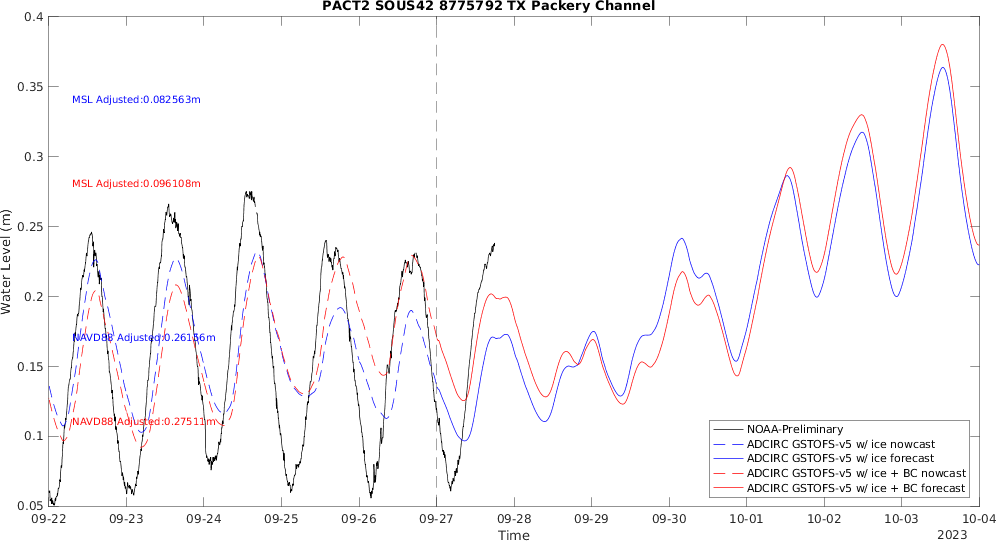 PACT2 SOUS42 8775792 TX Packery Channel
0.4
0.35
0.3
0.25
0.2
0.15
0.1
0.05
Water Level (m)
MSL Adjusted:0.082563m
MSL Adjusted:0.096108m
NAVD88 Adjusted:0.26156m
NAVD88 Adjusted:0.27511m
NOAA-Preliminary
ADCIRC GSTOFS-v5 w/ ice nowcast
ADCIRC GSTOFS-v5 w/ ice forecast
ADCIRC GSTOFS-v5 w/ ice + BC nowcast
ADCIRC GSTOFS-v5 w/ ice + BC forecast
09-22 09-23 09-24 09-25 09-26 09-27 09-28 09-29 09-30 10-01 10-02 10-03 10-04
Time
2023